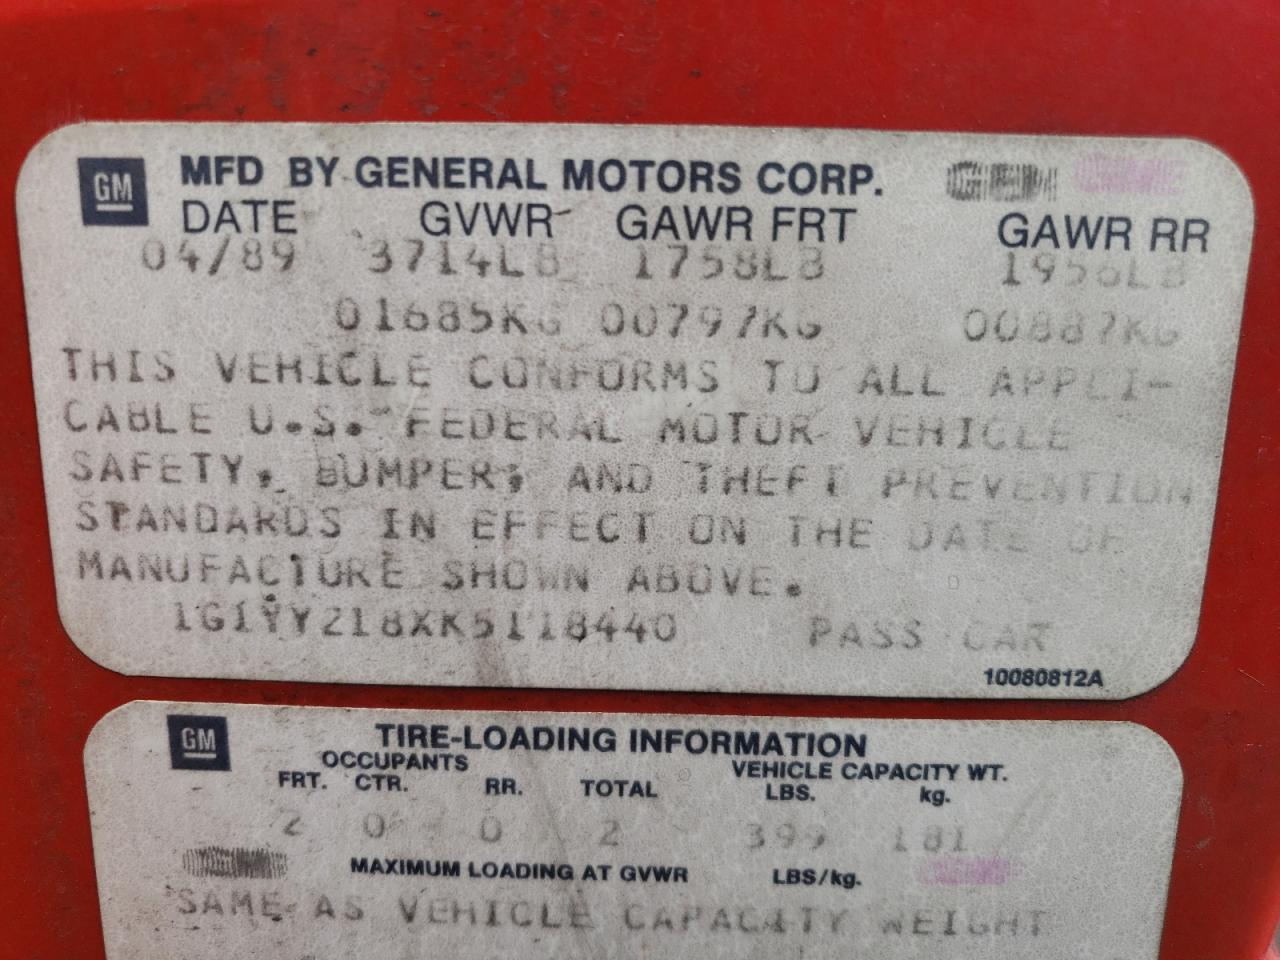 GM MFD BY GENERAL MOTORS CORP.
DATE GVWR GAWR FRT GAWR RR
04/89 3714LB 1758LB 1956LB
01685KG 00797KG 00887KG
THIS VEHICLE CONFORMS TO ALL APPLI-
CABLE U.S. FEDERAL MOTOR VEHICLE
SAFETY, BUMPER, AND THEFT PREVENTION
STANDARDS IN EFFECT ON THE DATE OF
MANUFACTURE SHOWN ABOVE.
1G1YY218XK5118440 PASS CAR
10080812A
GM TIRE-LOADING INFORMATION
OCCUPANTS VEHICLE CAPACITY WT.
FRT. CTR. RR. TOTAL LBS. kg.
2 0 0 2 399 181
MAXIMUM LOADING AT GVWR LBS/kg.
SAME AS VEHICLE CAPACITY WEIGHT